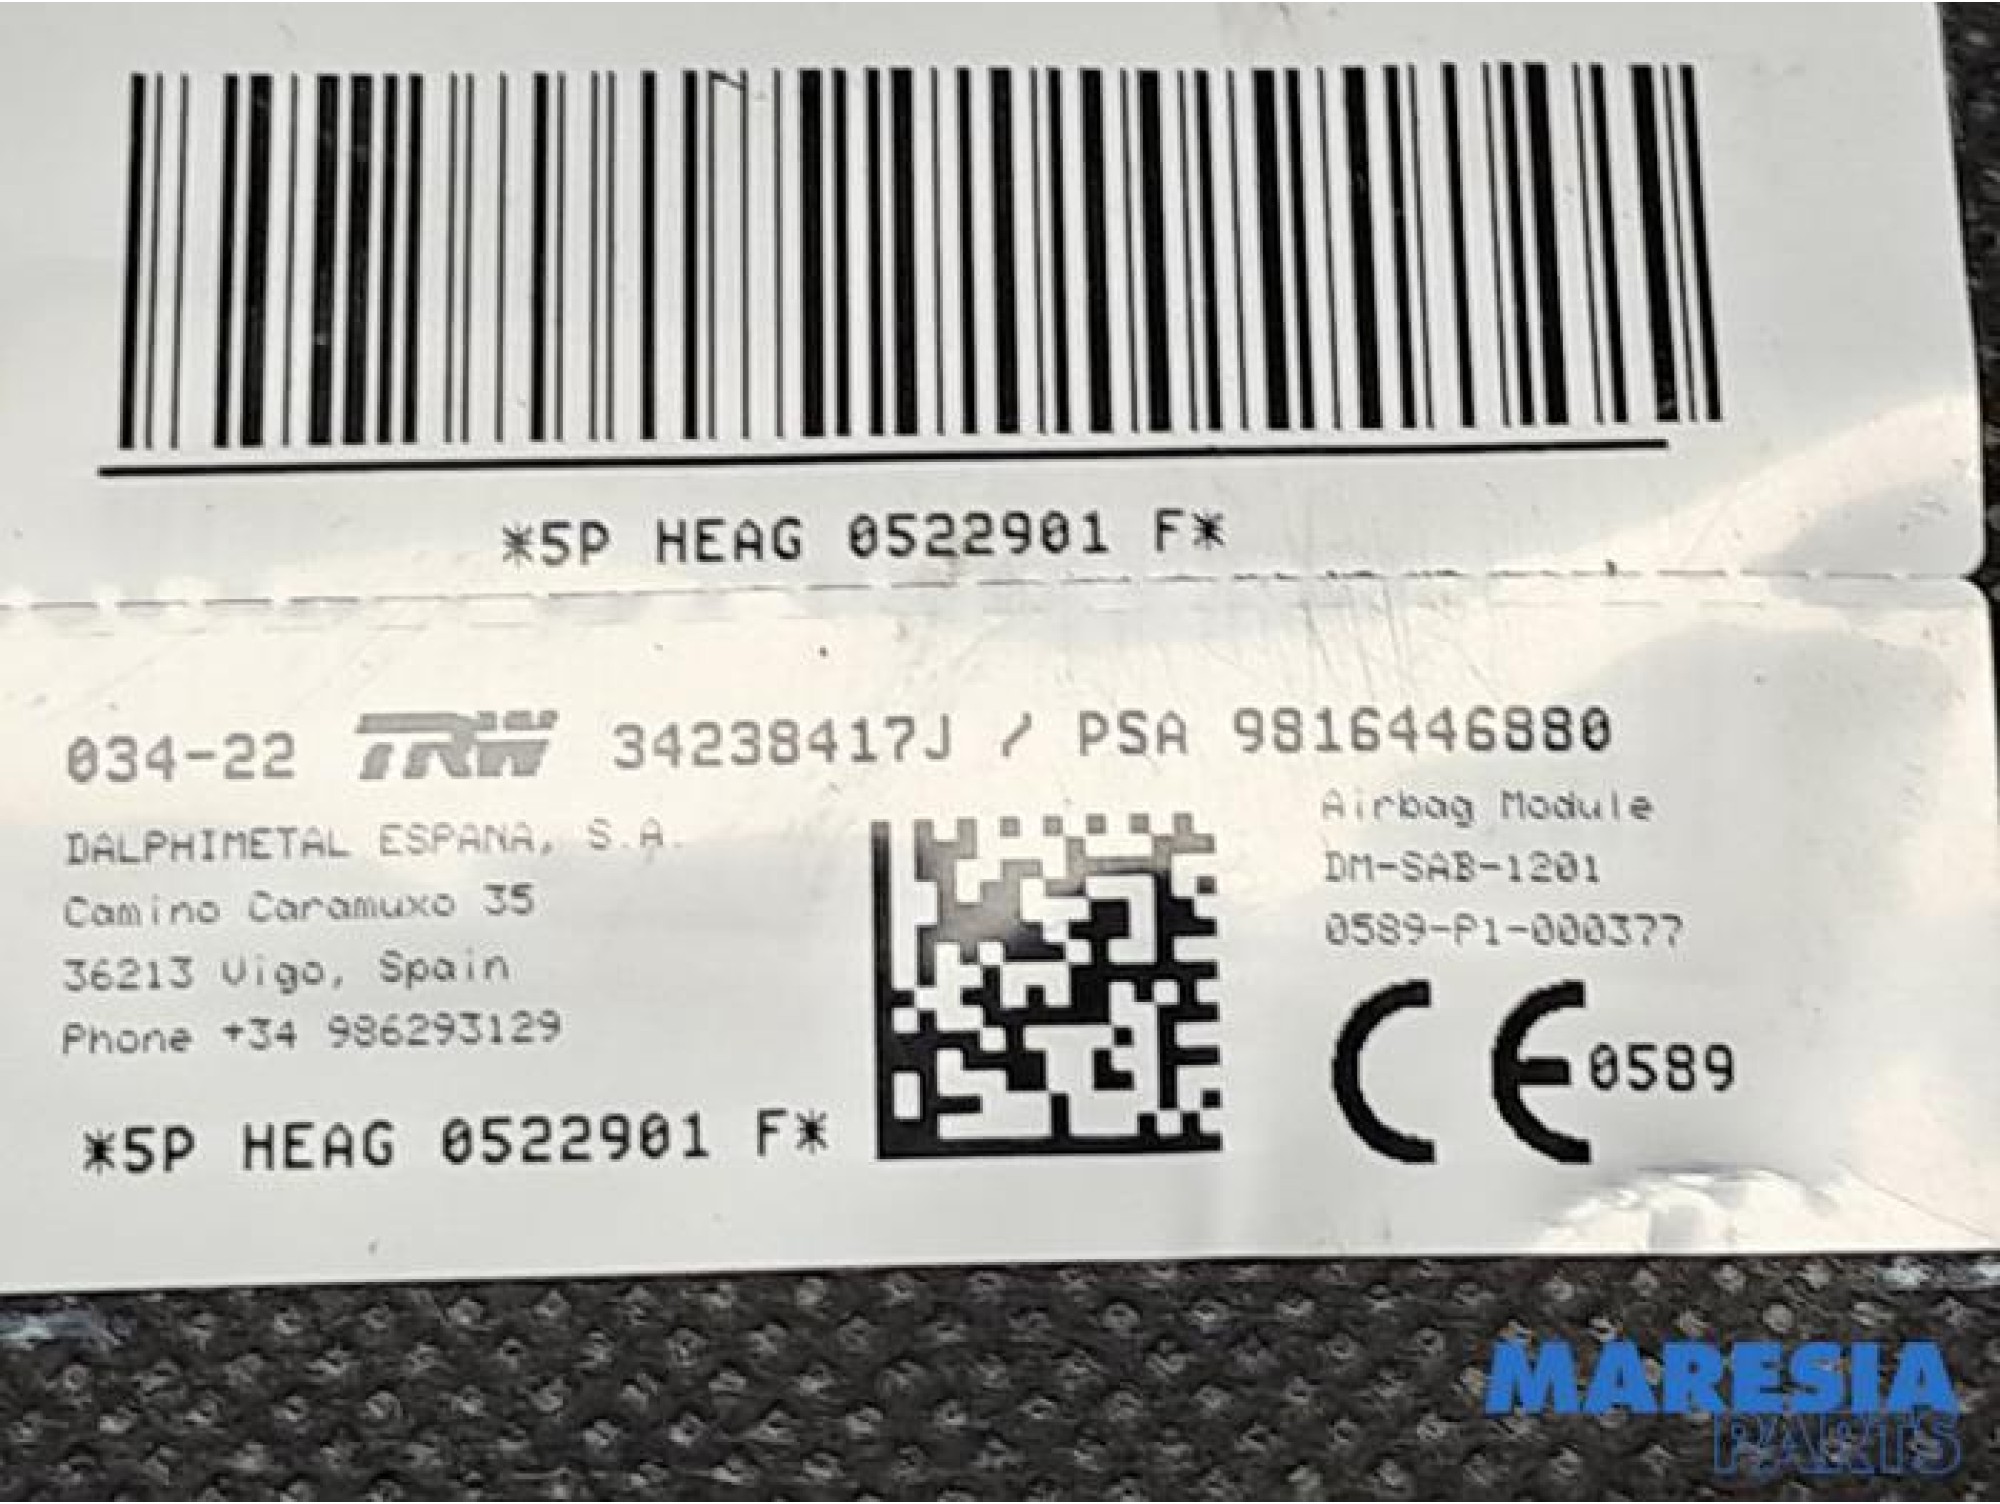 *5P HEAG 0522901 F*
034-22 TRW 34238417J / PSA 9816446880
DALPHIMETAL ESPANA, S.A.
Camino Caramuxo 35
36213 Vigo, Spain
Phone +34 986293129
*5P HEAG 0522901 F*
Airbag Module
DM-SAB-1201
0589-P1-000377
CE 0589
MARESIA
PARTS